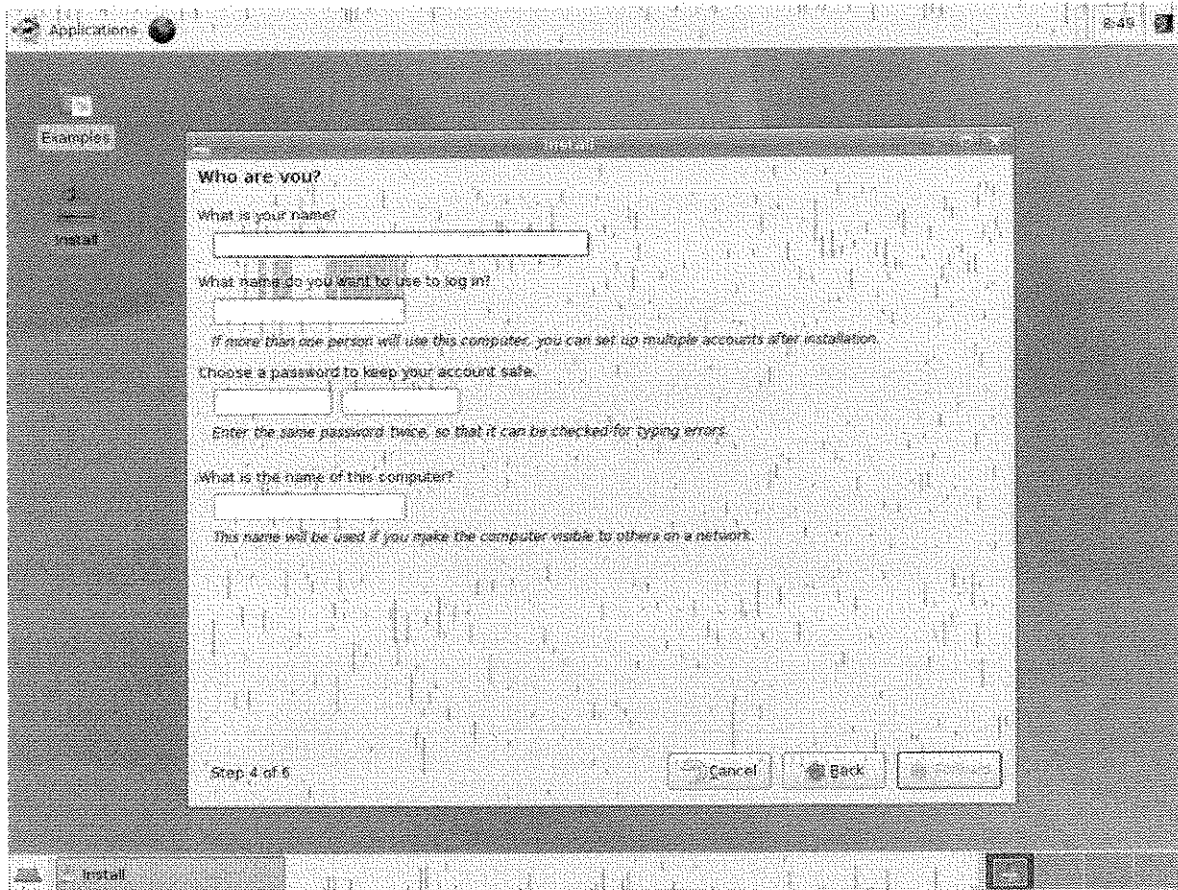 Applications
8:49
Examples
Install
Install
Who are you?
What is your name?
What name do you want to use to log in?
If more than one person will use this computer, you can set up multiple accounts after installation.
Choose a password to keep your account safe.
Enter the same password twice, so that it can be checked for typing errors.
What is the name of this computer?
This name will be used if you make the computer visible to others on a network.
Step 4 of 6
Cancel
Back
Install